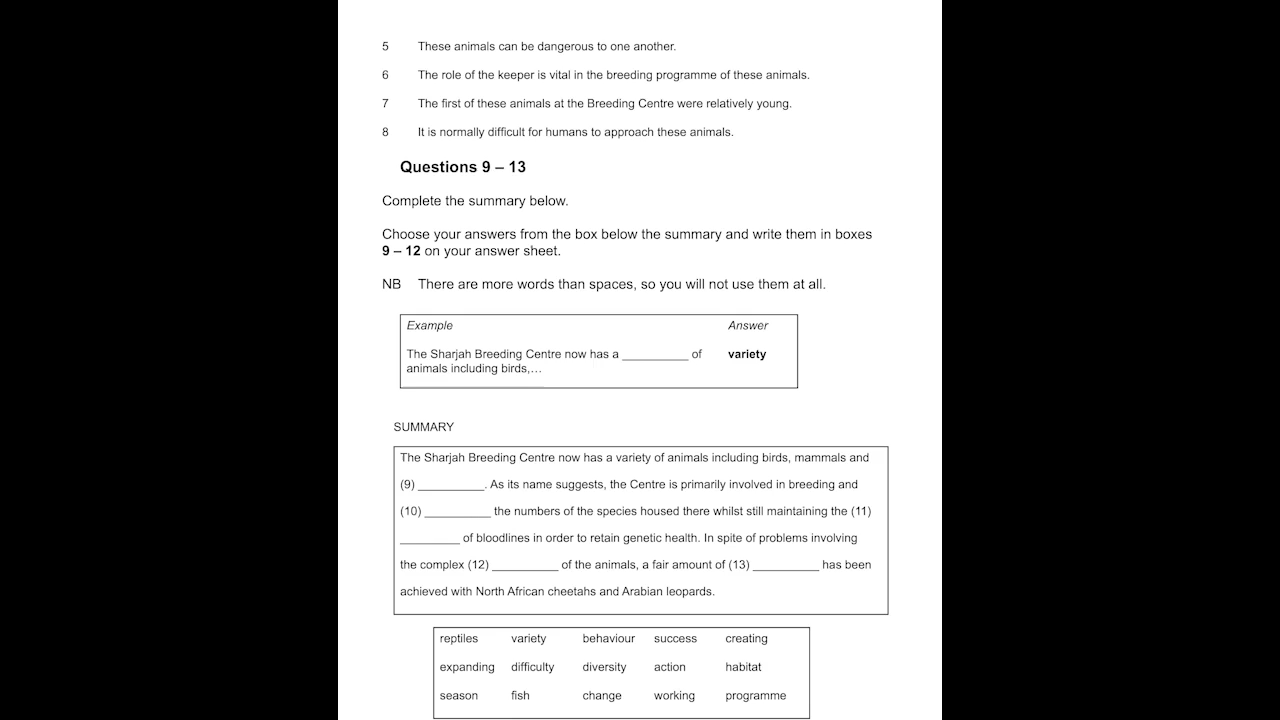 5 These animals can be dangerous to one another.
6 The role of the keeper is vital in the breeding programme of these animals.
7 The first of these animals at the Breeding Centre were relatively young.
8 It is normally difficult for humans to approach these animals.
Questions 9 – 13
Complete the summary below.
Choose your answers from the box below the summary and write them in boxes
9 – 12 on your answer sheet.
NB There are more words than spaces, so you will not use them at all.
Example Answer
The Sharjah Breeding Centre now has a __________ of variety
animals including birds,…
SUMMARY
The Sharjah Breeding Centre now has a variety of animals including birds, mammals and
(9) __________. As its name suggests, the Centre is primarily involved in breeding and
(10) __________ the numbers of the species housed there whilst still maintaining the (11)
_________ of bloodlines in order to retain genetic health. In spite of problems involving
the complex (12) __________ of the animals, a fair amount of (13) __________ has been
achieved with North African cheetahs and Arabian leopards.
reptiles variety behaviour success creating
expanding difficulty diversity action habitat
season fish change working programme